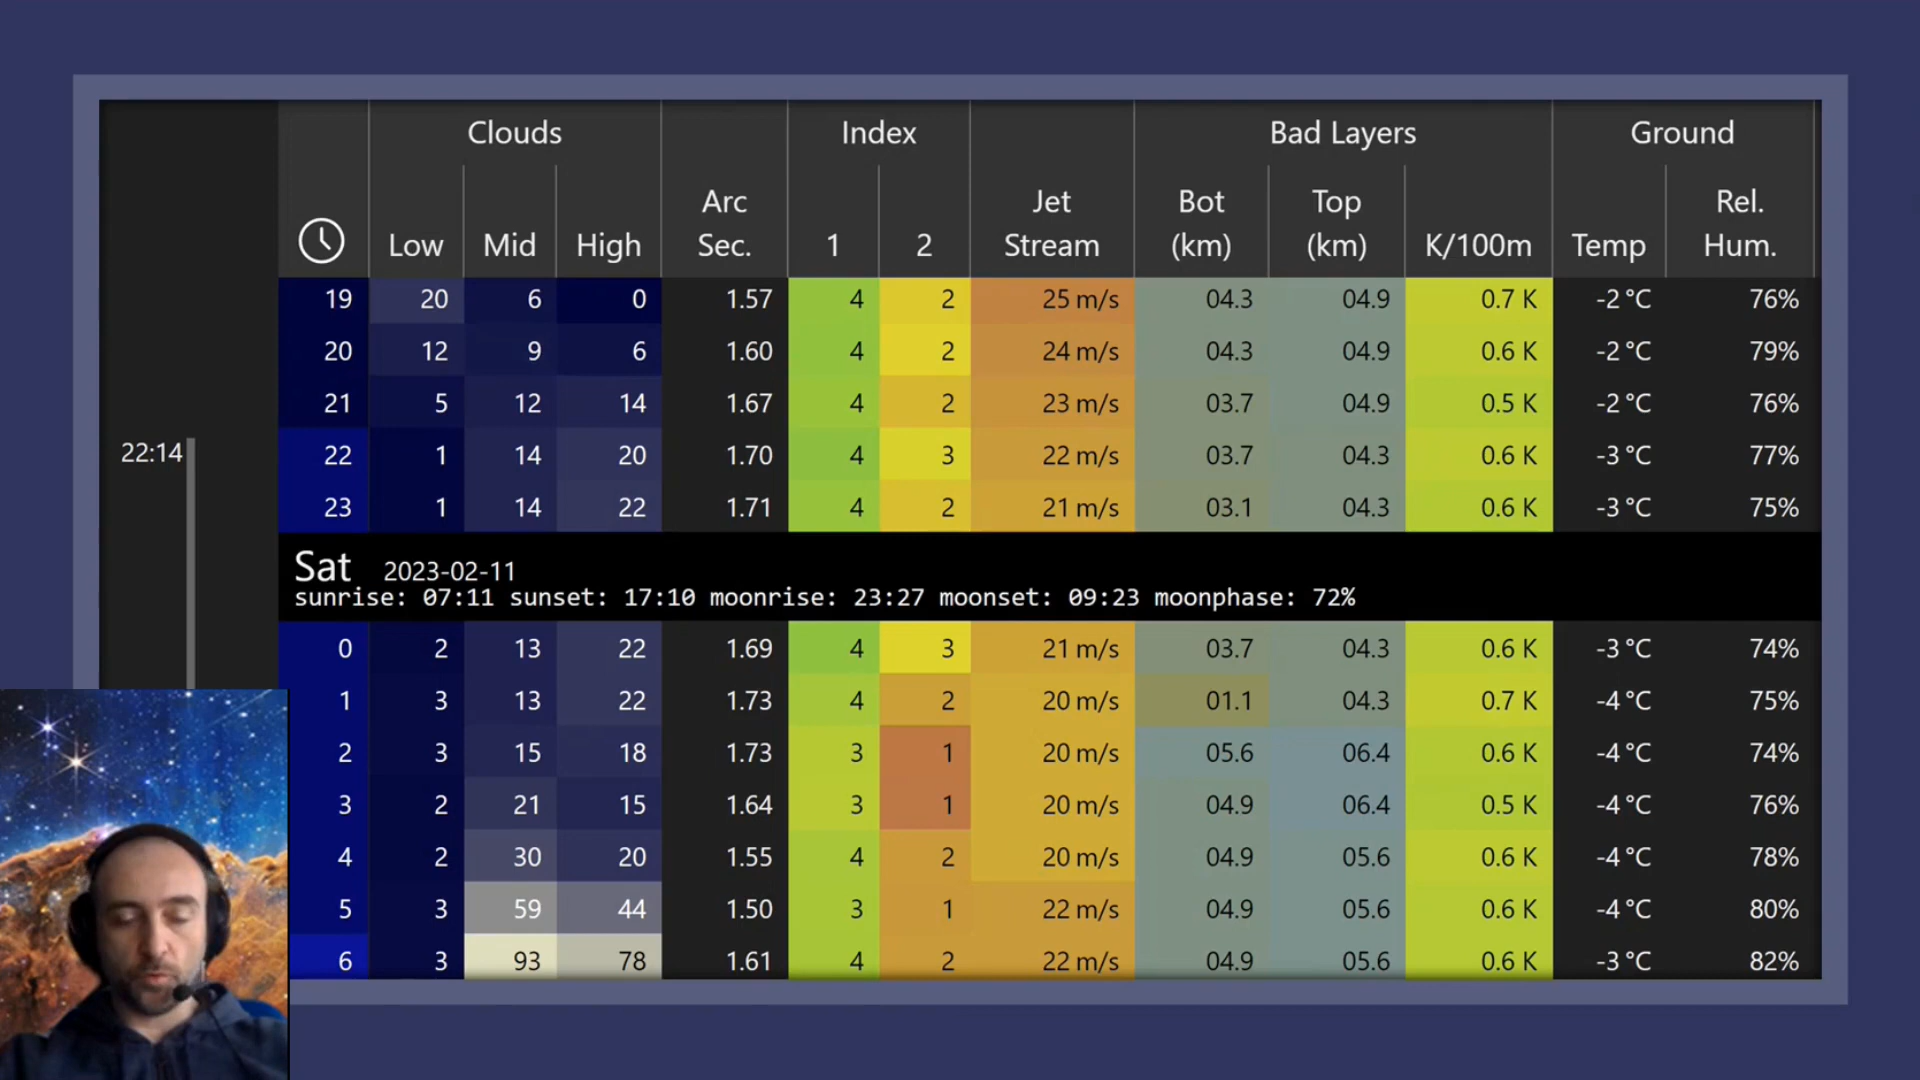 Clouds Index Bad Layers Ground
Arc Jet Bot Top Rel.
Low Mid High Sec. 1 2 Stream (km) (km) K/100m Temp Hum.
19 20 6 0 1.57 4 2 25 m/s 04.3 04.9 0.7 K -2 °C 76%
20 12 9 6 1.60 4 2 24 m/s 04.3 04.9 0.6 K -2 °C 79%
21 5 12 14 1.67 4 2 23 m/s 03.7 04.9 0.5 K -2 °C 76%
22:14 22 1 14 20 1.70 4 3 22 m/s 03.7 04.3 0.6 K -3 °C 77%
23 1 14 22 1.71 4 2 21 m/s 03.1 04.3 0.6 K -3 °C 75%
Sat 2023-02-11
sunrise: 07:11 sunset: 17:10 moonrise: 23:27 moonset: 09:23 moonphase: 72%
0 2 13 22 1.69 4 3 21 m/s 03.7 04.3 0.6 K -3 °C 74%
1 3 13 22 1.73 4 2 20 m/s 01.1 04.3 0.7 K -4 °C 75%
2 3 15 18 1.73 3 1 20 m/s 05.6 06.4 0.6 K -4 °C 74%
3 2 21 15 1.64 3 1 20 m/s 04.9 06.4 0.5 K -4 °C 76%
4 2 30 20 1.55 4 2 20 m/s 04.9 05.6 0.6 K -4 °C 78%
5 3 59 44 1.50 3 1 22 m/s 04.9 05.6 0.6 K -4 °C 80%
6 3 93 78 1.61 4 2 22 m/s 04.9 05.6 0.6 K -3 °C 82%